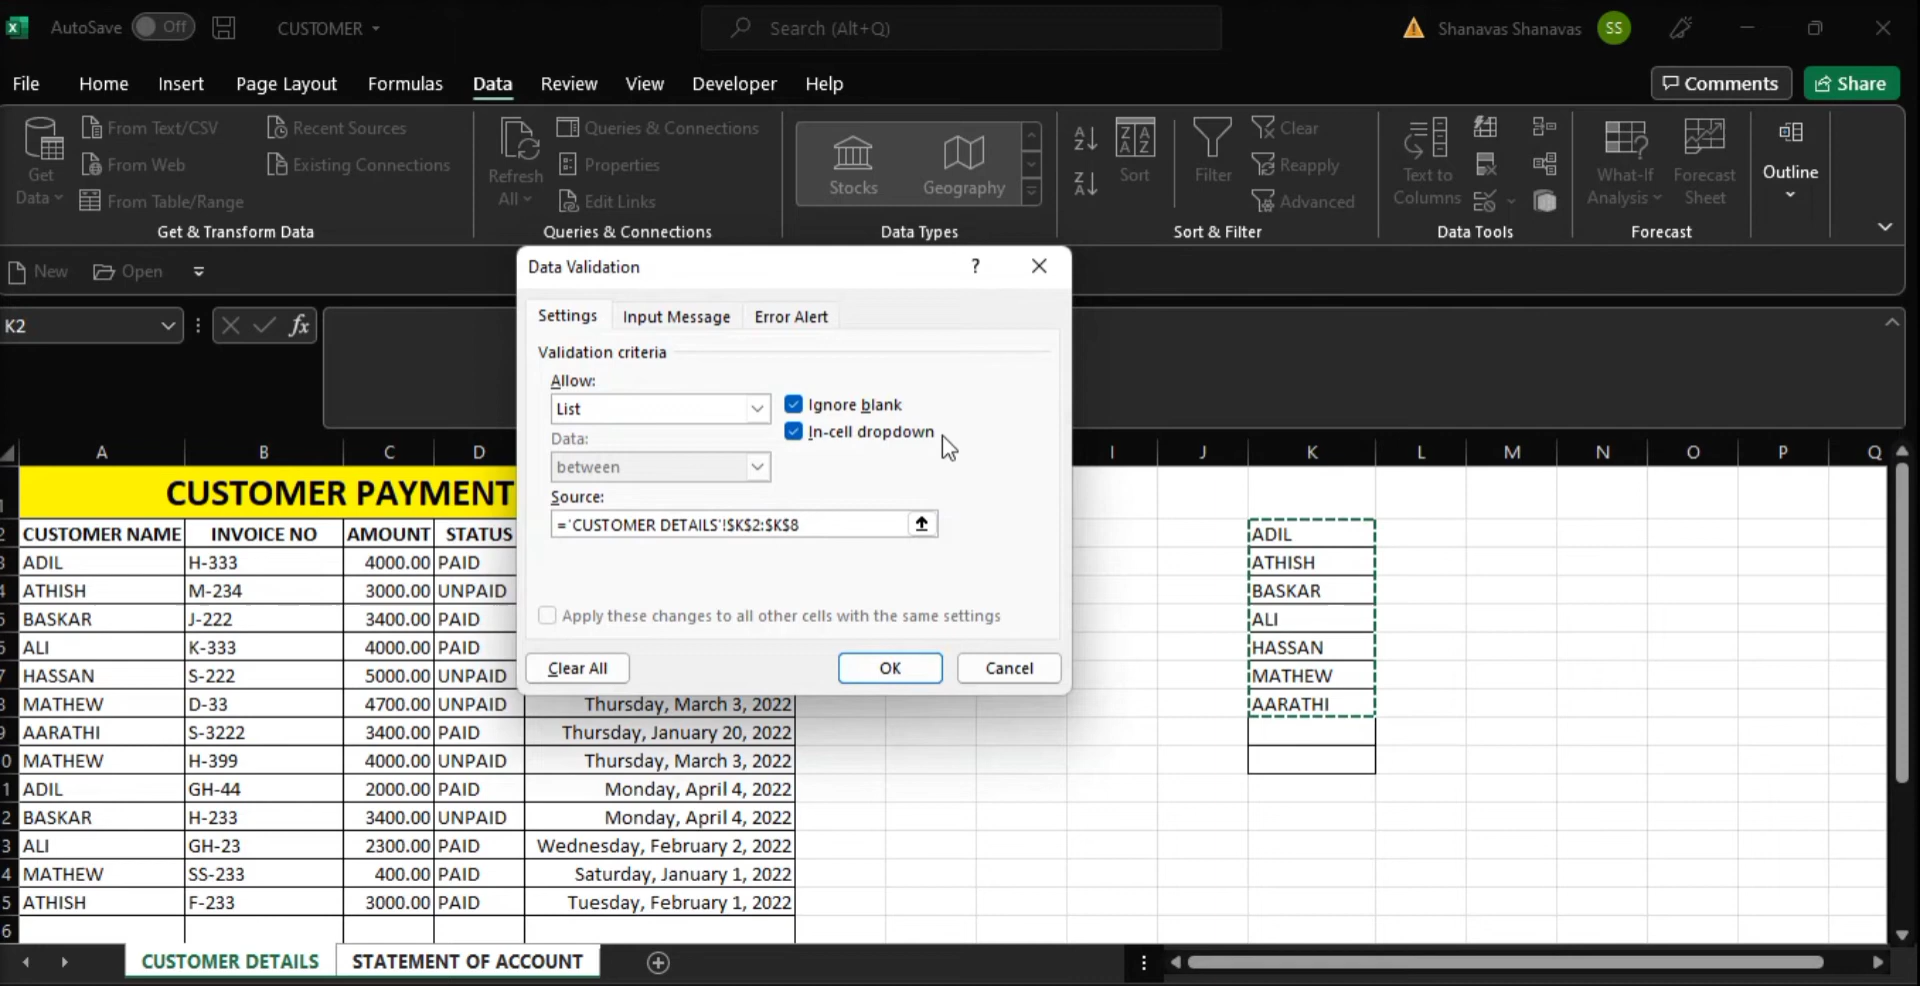 AutoSave Off CUSTOMER Search (Alt+Q) Shanavas Shanavas SS
File Home Insert Page Layout Formulas Data Review View Developer Help Comments Share
Get Data
From Text/CSV
From Web
From Table/Range
Recent Sources
Existing Connections
Get & Transform Data
Refresh All
Queries & Connections
Properties
Edit Links
Queries & Connections
Stocks Geography
Data Types
Sort
Filter
Clear
Reapply
Advanced
Sort & Filter
Text to Columns
Data Tools
What-If Analysis
Forecast Sheet
Forecast
Outline
New Open
K2 fx
Data Validation ?
Settings Input Message Error Alert
Validation criteria
Allow:
List
Ignore blank
In-cell dropdown
Data:
between
Source:
='CUSTOMER DETAILS'!$K$2:$K$8
Apply these changes to all other cells with the same settings
Clear All OK Cancel
A B C D I J K L M N O P Q
CUSTOMER PAYMENT
CUSTOMER NAME INVOICE NO AMOUNT STATUS ADIL
ADIL H-333 4000.00 PAID ATHISH
ATHISH M-234 3000.00 UNPAID BASKAR
BASKAR J-222 3400.00 PAID ALI
ALI K-333 4000.00 PAID HASSAN
HASSAN S-222 5000.00 UNPAID MATHEW
MATHEW D-33 4700.00 UNPAID Thursday, March 3, 2022 AARATHI
AARATHI S-3222 3400.00 PAID Thursday, January 20, 2022
MATHEW H-399 4000.00 UNPAID Thursday, March 3, 2022
ADIL GH-44 2000.00 PAID Monday, April 4, 2022
BASKAR H-233 3400.00 UNPAID Monday, April 4, 2022
ALI GH-23 2300.00 PAID Wednesday, February 2, 2022
MATHEW SS-233 400.00 PAID Saturday, January 1, 2022
ATHISH F-233 3000.00 PAID Tuesday, February 1, 2022
CUSTOMER DETAILS STATEMENT OF ACCOUNT